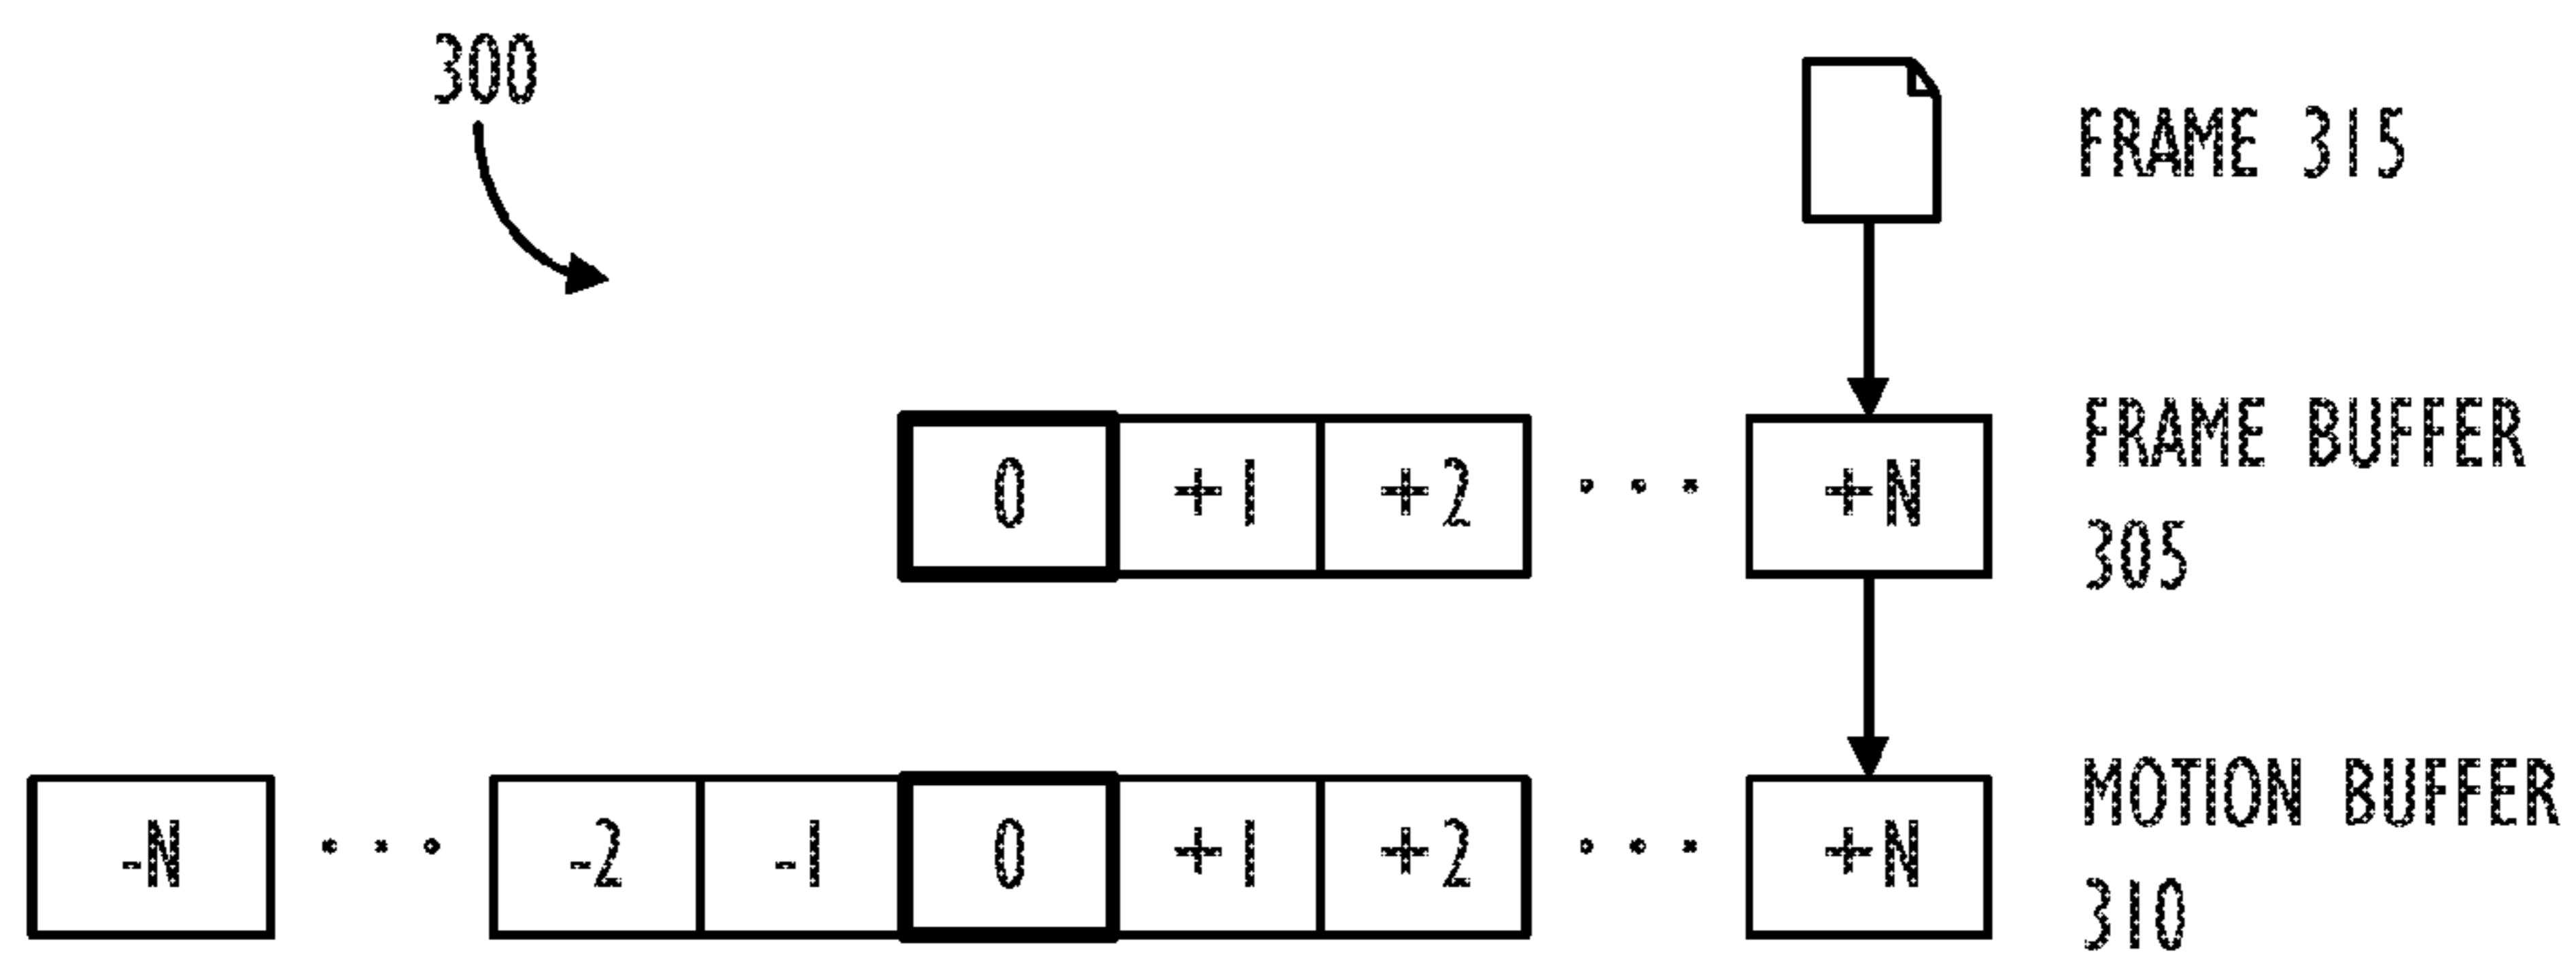 300
FRAME 315
0 +1 +2 • • • +N
FRAME BUFFER
305
-N • • • -2 -1 0 +1 +2 • • • +N
MOTION BUFFER
310